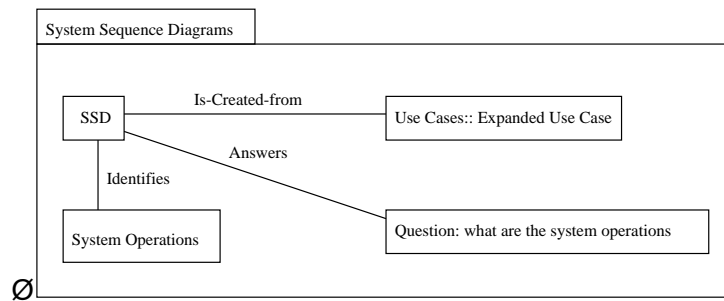 System Sequence Diagrams
Is-Created-from
SSD
Use Cases:: Expanded Use Case
Answers
Identifies
System Operations
Question: what are the system operations
Ø